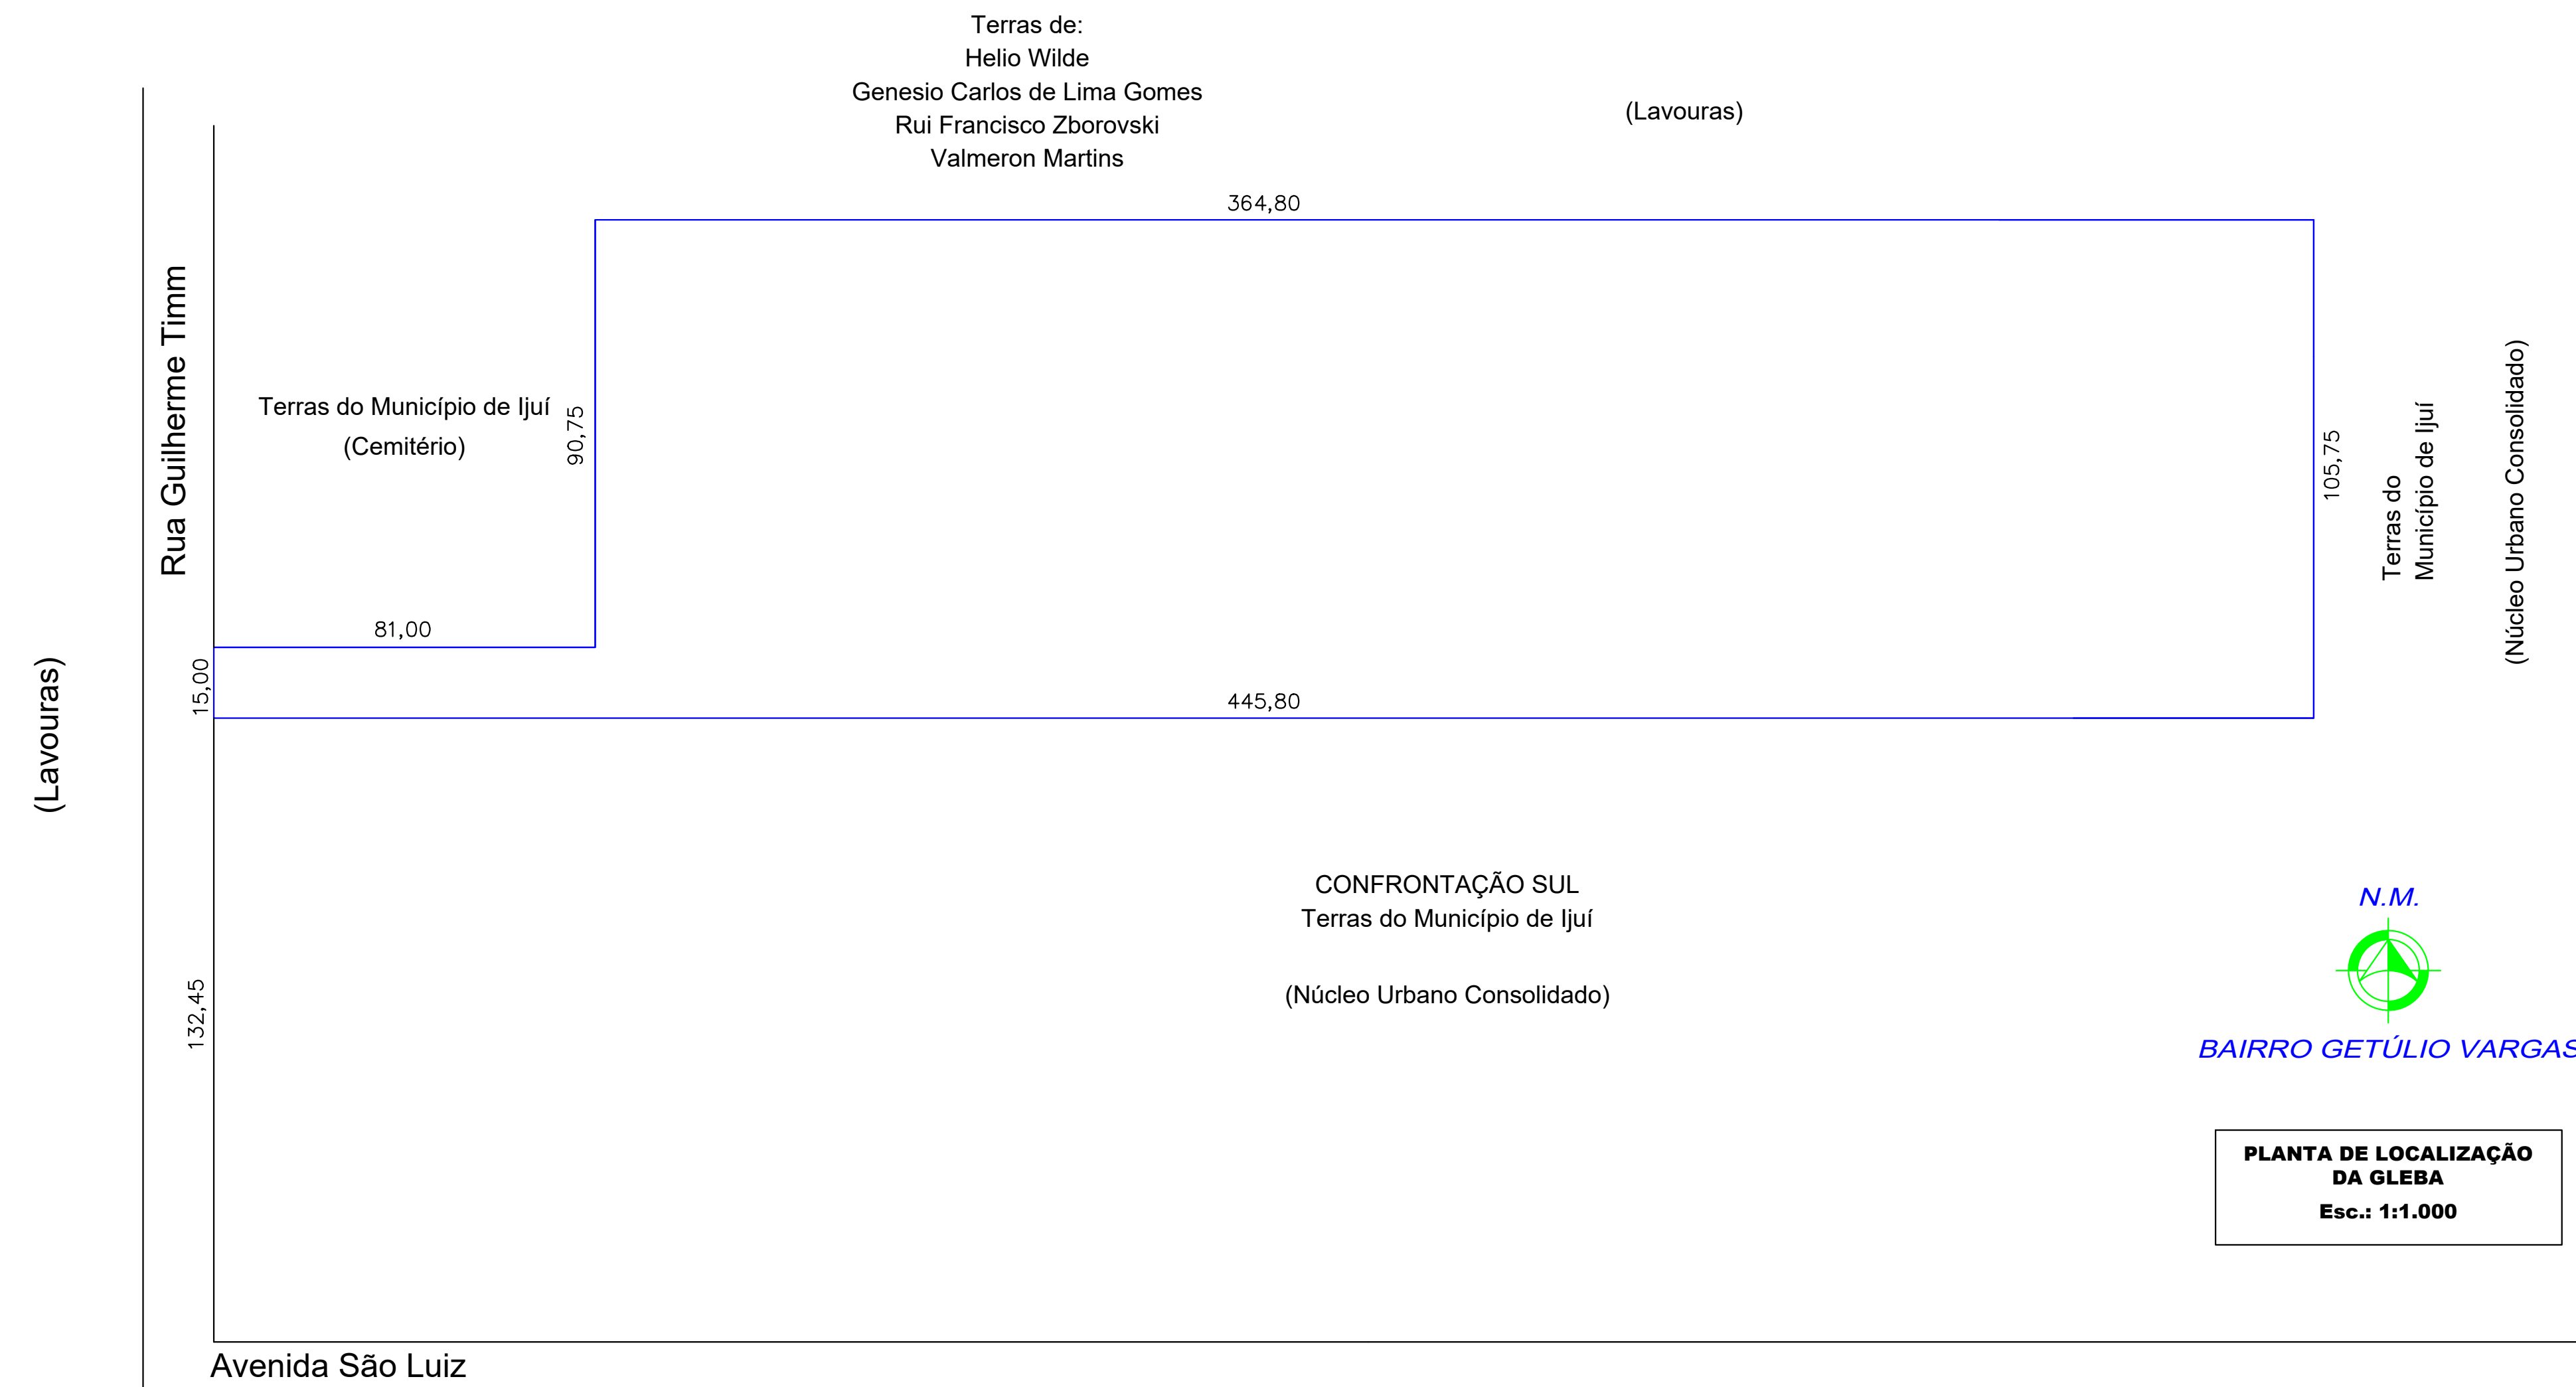 Terras de:
Helio Wilde
Genesio Carlos de Lima Gomes
Rui Francisco Zborovski
Valmeron Martins
(Lavouras)
364,80
Rua Guilherme Timm
Terras do Município de Ijuí
(Cemitério)
90,75
105,75
Terras do
Município de Ijuí
(Núcleo Urbano Consolidado)
81,00
15,00
445,80
(Lavouras)
CONFRONTAÇÃO SUL
Terras do Município de Ijuí
(Núcleo Urbano Consolidado)
132,45
N.M.
BAIRRO GETÚLIO VARGAS
PLANTA DE LOCALIZAÇÃO
DA GLEBA
Esc.: 1:1.000
Avenida São Luiz